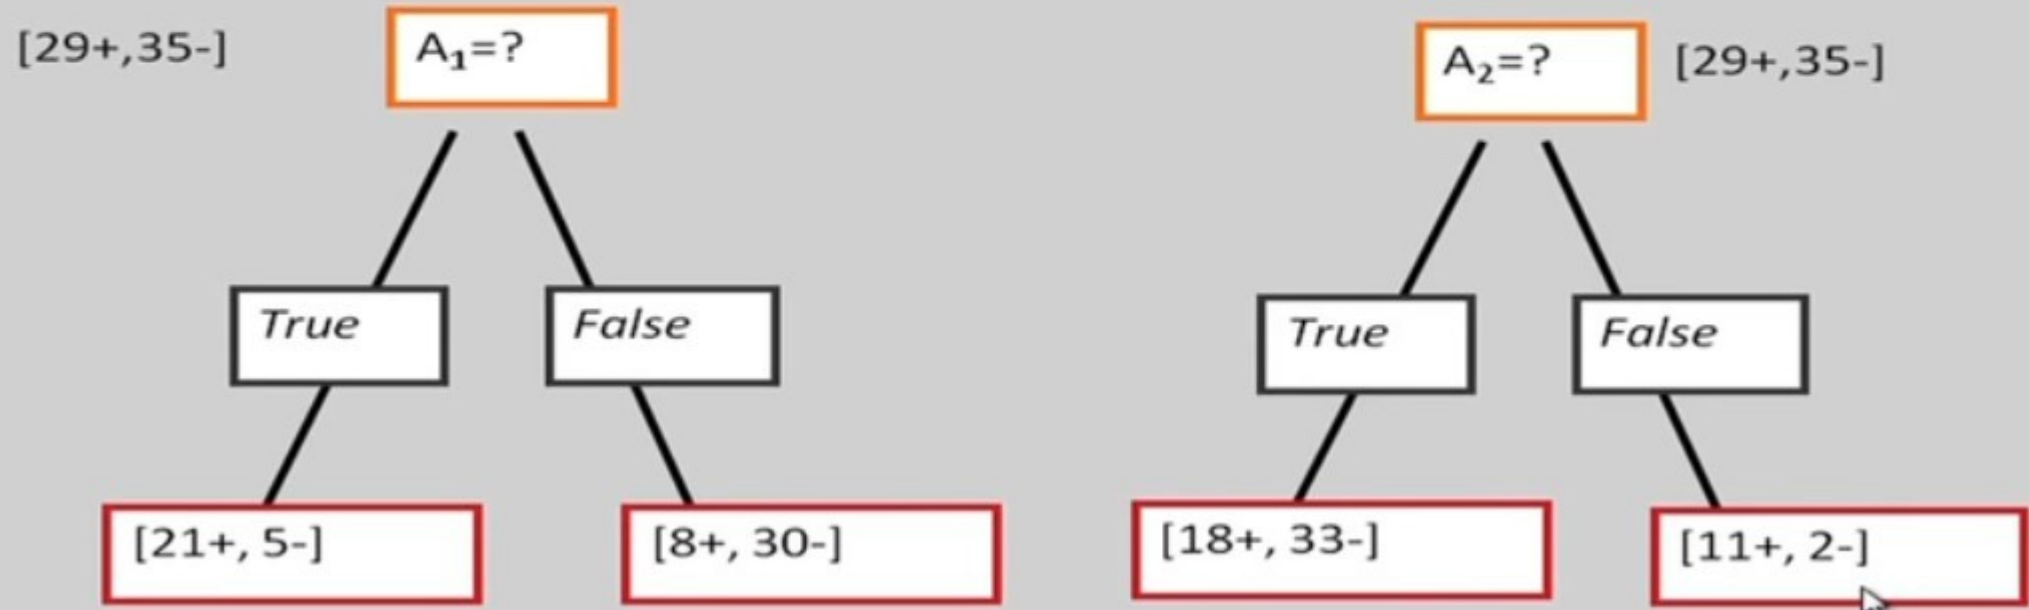 [29+,35-] A₁=?
A₂=? [29+,35-]
True False
True False
[21+, 5-] [8+, 30-]
[18+, 33-] [11+, 2-]